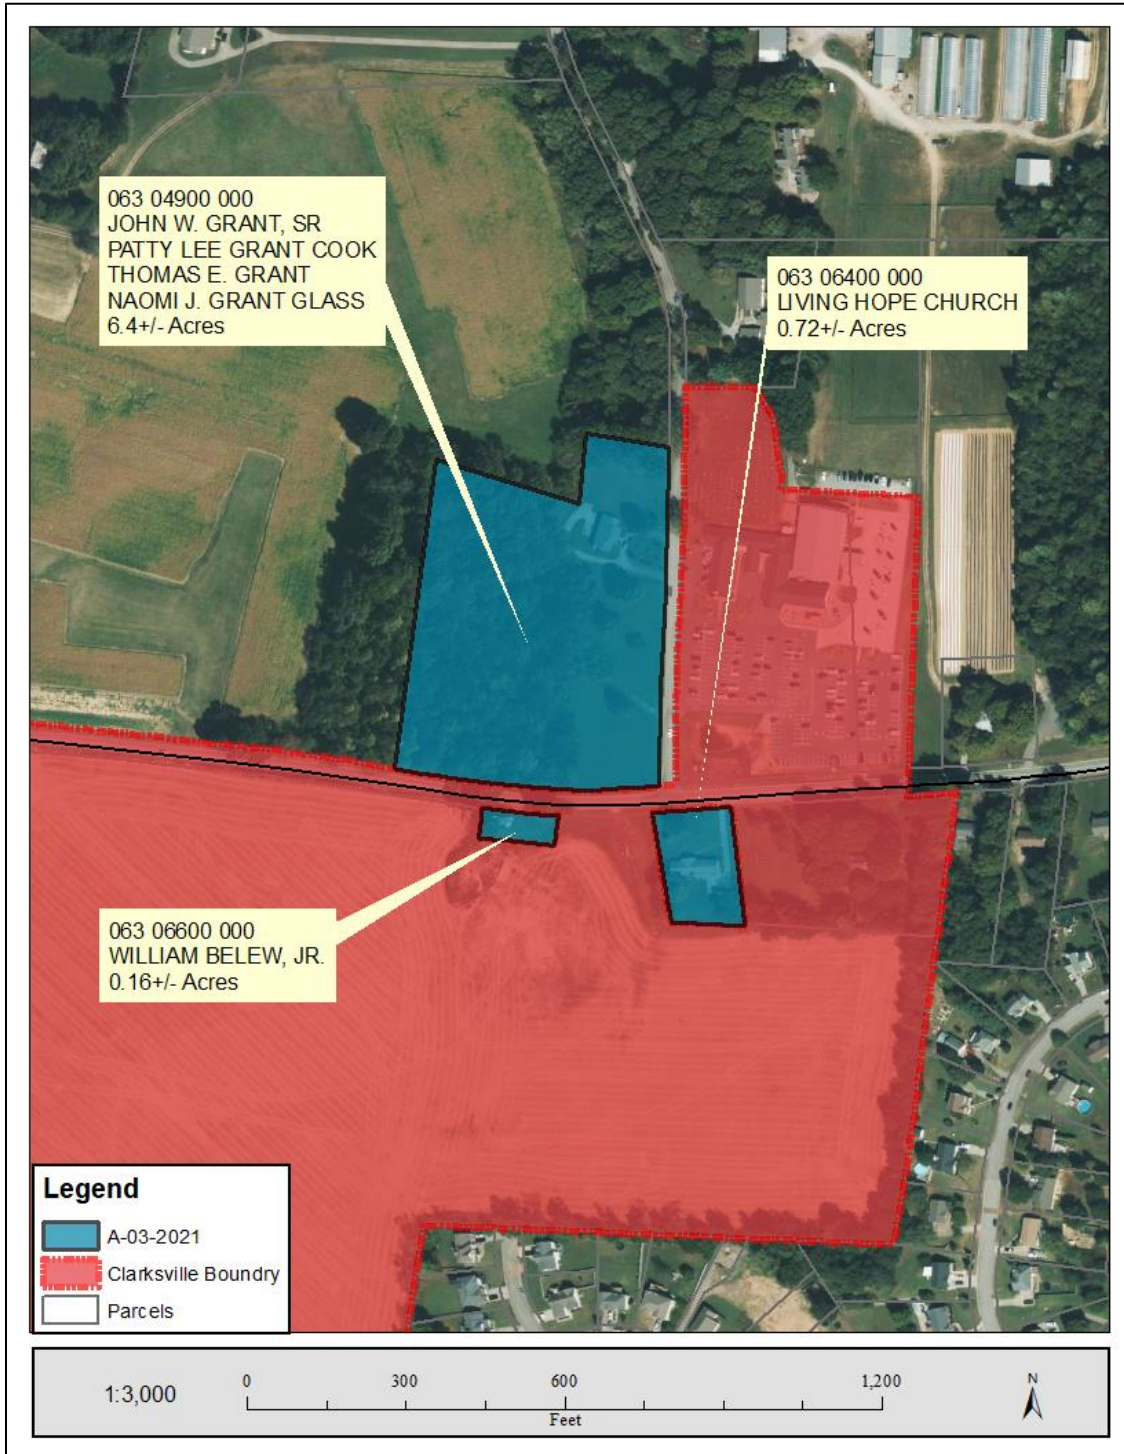 063 04900 000
JOHN W. GRANT, SR
PATTY LEE GRANT COOK
THOMAS E. GRANT
NAOMI J. GRANT GLASS
6.4+/- Acres
063 06400 000
LIVING HOPE CHURCH
0.72+/- Acres
063 06600 000
WILLIAM BELEW, JR.
0.16+/- Acres
Legend
A-03-2021
Clarksville Boundry
Parcels
1:3,000
0 300 600 1,200
Feet
N